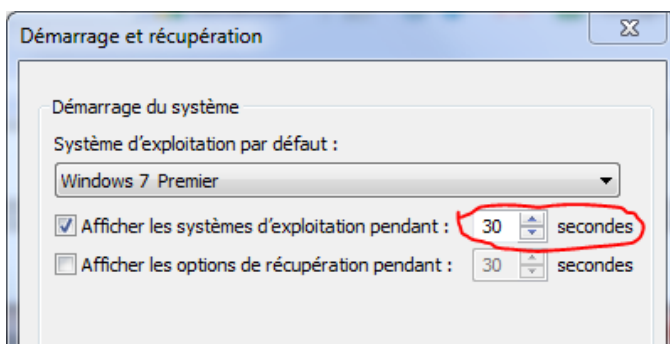 Démarrage et récupération
Démarrage du système
Système d'exploitation par défaut :
Windows 7 Premier
Afficher les systèmes d'exploitation pendant : 30 secondes
Afficher les options de récupération pendant : 30 secondes